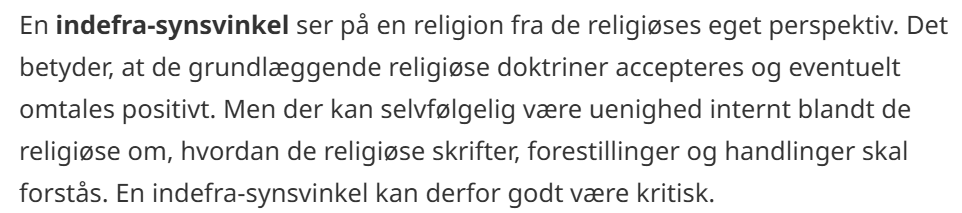 En indefra-synsvinkel ser på en religion fra de religiøses eget perspektiv. Det
betyder, at de grundlæggende religiøse doktriner accepteres og eventuelt
omtales positivt. Men der kan selvfølgelig være uenighed internt blandt de
religiøse om, hvordan de religiøse skrifter, forestillinger og handlinger skal
forstås. En indefra-synsvinkel kan derfor godt være kritisk.